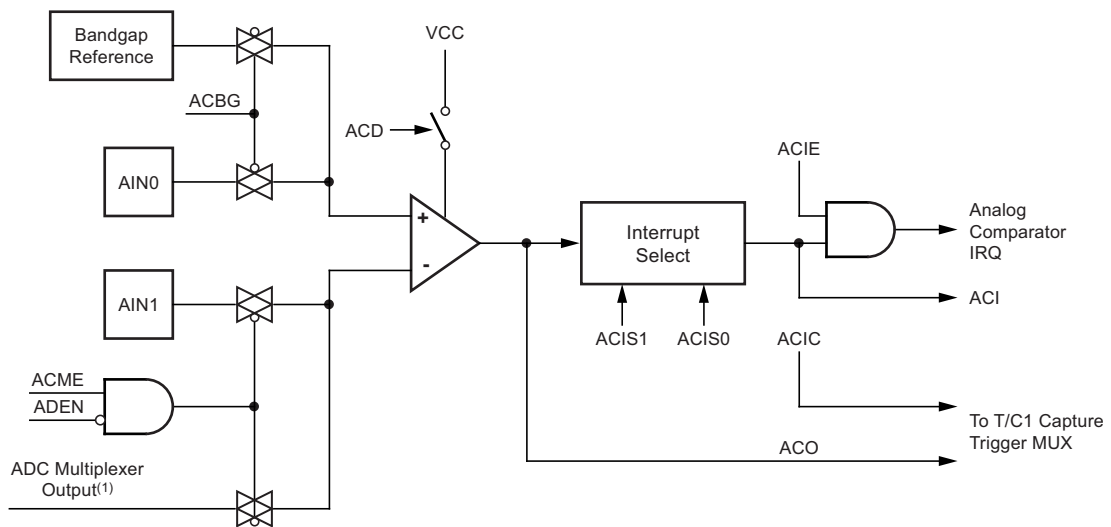 Bandgap
Reference
VCC
ACBG
ACD
ACIE
AIN0
+
Analog
Comparator
IRQ
Interrupt
Select
-
AIN1
ACI
ACIS1
ACIS0
ACIC
ACME
ADEN
To T/C1 Capture
Trigger MUX
ACO
ADC Multiplexer
Output(1)